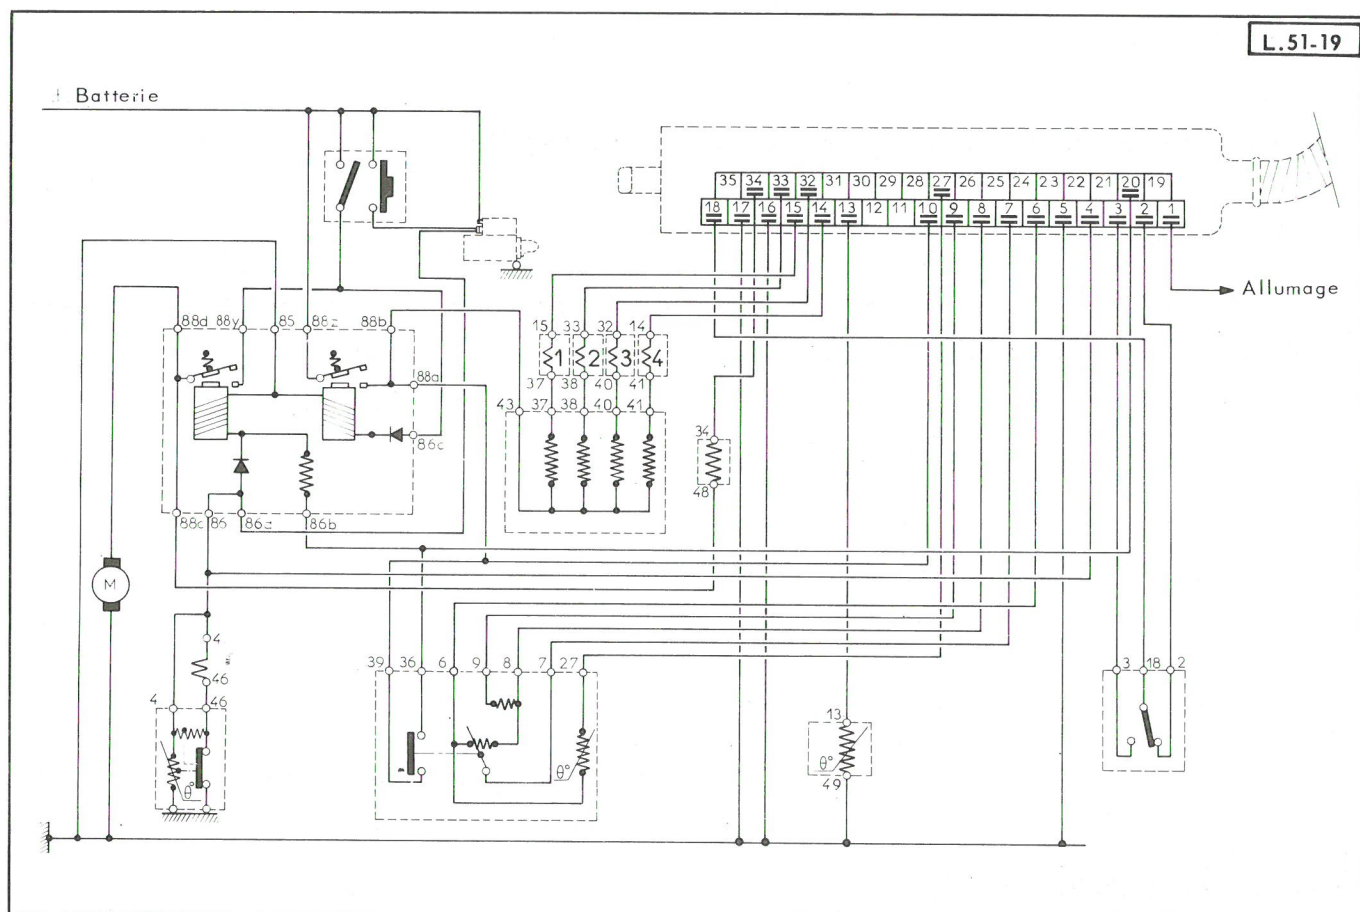 L.51-19
Batterie
35 34 33 32 31 30 29 28 27 26 25 24 23 22 21 20 19
18 17 16 15 14 13 12 11 10 9 8 7 6 5 4 3 2 1
Allumage
88d 88y 85 88z 88b
15 33 32 14
1 2 3 4
37 38 40 41
88a
43 37 38 40 41
86c
34
48
88c 86 86a 86b
M
4
46
4 46
θ°
39 36 6 9 8 7 27
θ°
13
θ°
49
3 18 2